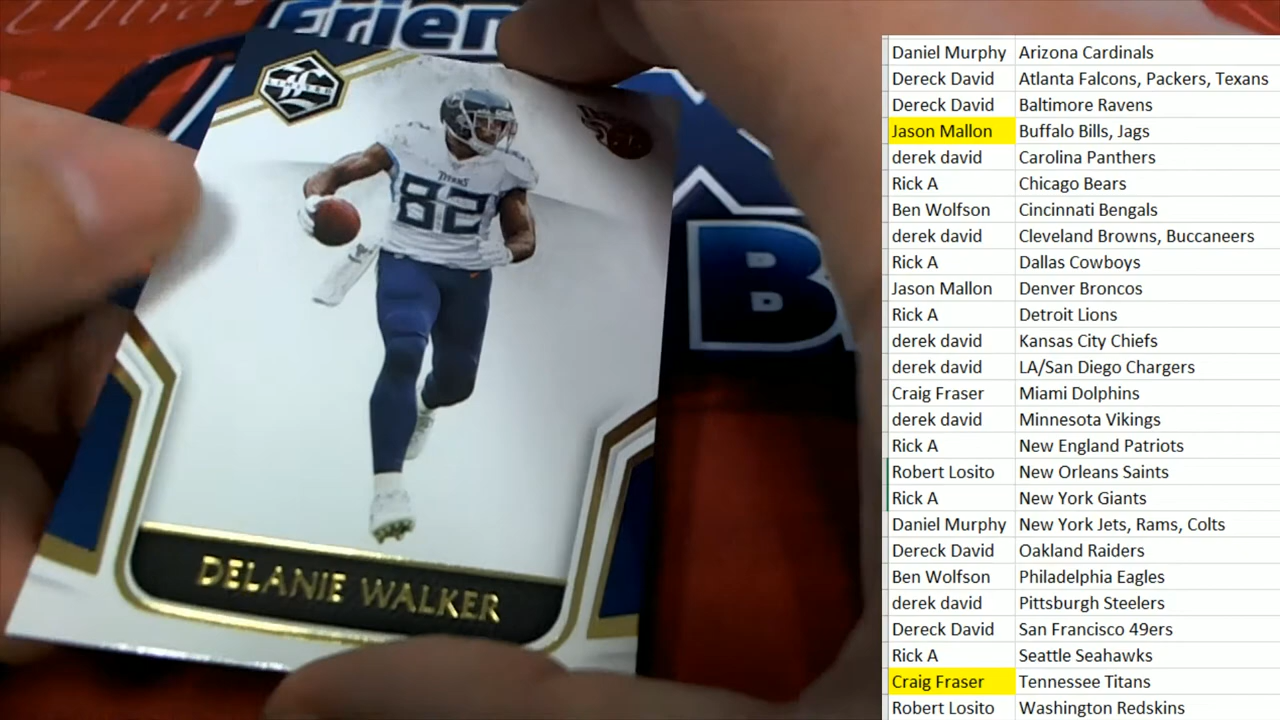 Frien
LIMITED
TITANS
82
B
DELANIE WALKER
Daniel Murphy Arizona Cardinals
Dereck David Atlanta Falcons, Packers, Texans
Dereck David Baltimore Ravens
Jason Mallon Buffalo Bills, Jags
derek david Carolina Panthers
Rick A Chicago Bears
Ben Wolfson Cincinnati Bengals
derek david Cleveland Browns, Buccaneers
Rick A Dallas Cowboys
Jason Mallon Denver Broncos
Rick A Detroit Lions
derek david Kansas City Chiefs
derek david LA/San Diego Chargers
Craig Fraser Miami Dolphins
derek david Minnesota Vikings
Rick A New England Patriots
Robert Losito New Orleans Saints
Rick A New York Giants
Daniel Murphy New York Jets, Rams, Colts
Dereck David Oakland Raiders
Ben Wolfson Philadelphia Eagles
derek david Pittsburgh Steelers
Dereck David San Francisco 49ers
Rick A Seattle Seahawks
Craig Fraser Tennessee Titans
Robert Losito Washington Redskins